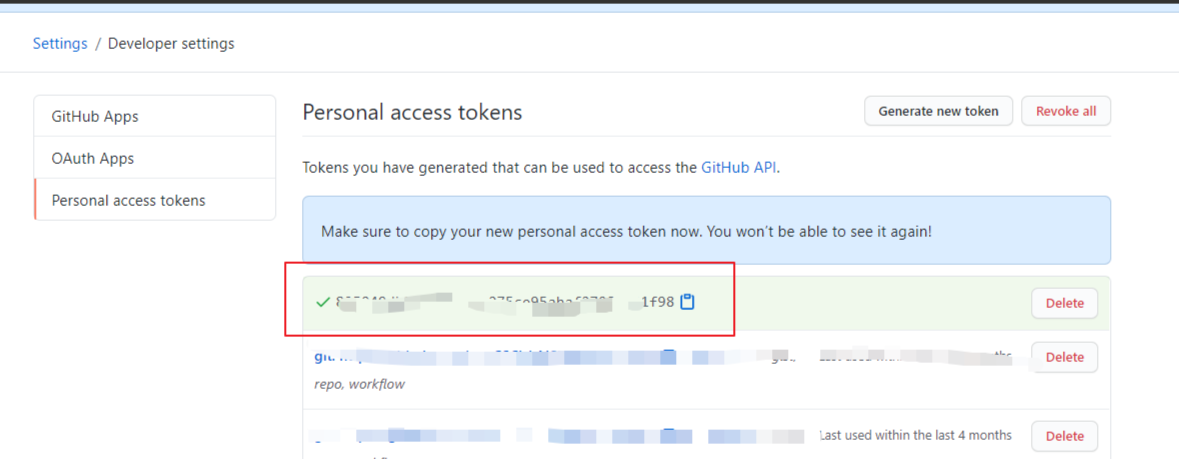 Settings / Developer settings
GitHub Apps
OAuth Apps
Personal access tokens
Personal access tokens
Generate new token
Revoke all
Tokens you have generated that can be used to access the GitHub API.
Make sure to copy your new personal access token now. You won't be able to see it again!
1f98
Delete
Delete
repo, workflow
Last used within the last 4 months
Delete